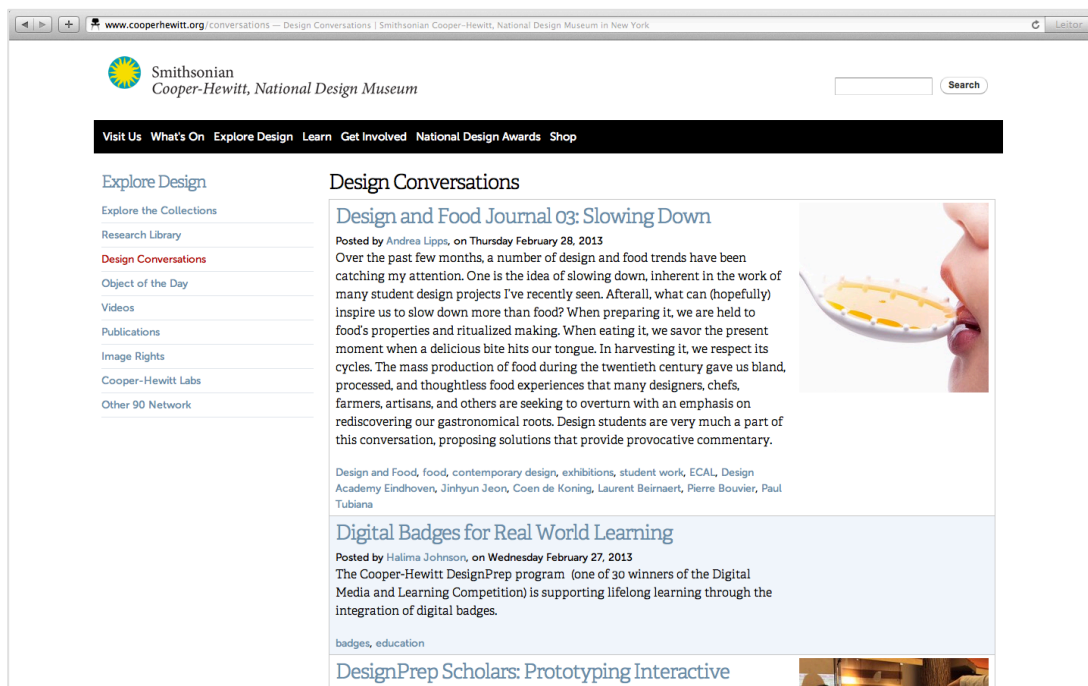 www.cooperhewitt.org/conversations — Design Conversations | Smithsonian Cooper-Hewitt, National Design Museum in New York
Leitor
Smithsonian
Cooper-Hewitt, National Design Museum
Search
Visit Us What's On Explore Design Learn Get Involved National Design Awards Shop
Explore Design
Explore the Collections
Research Library
Design Conversations
Object of the Day
Videos
Publications
Image Rights
Cooper-Hewitt Labs
Other 90 Network
Design Conversations
Design and Food Journal 03: Slowing Down
Posted by Andrea Lipps, on Thursday February 28, 2013
Over the past few months, a number of design and food trends have been
catching my attention. One is the idea of slowing down, inherent in the work of
many student design projects I've recently seen. Afterall, what can (hopefully)
inspire us to slow down more than food? When preparing it, we are held to
food's properties and ritualized making. When eating it, we savor the present
moment when a delicious bite hits our tongue. In harvesting it, we respect its
cycles. The mass production of food during the twentieth century gave us bland,
processed, and thoughtless food experiences that many designers, chefs,
farmers, artisans, and others are seeking to overturn with an emphasis on
rediscovering our gastronomical roots. Design students are very much a part of
this conversation, proposing solutions that provide provocative commentary.
Design and Food, food, contemporary design, exhibitions, student work, ECAL, Design
Academy Eindhoven, Jinhyun Jeon, Coen de Koning, Laurent Beirnaert, Pierre Bouvier, Paul
Tubiana
Digital Badges for Real World Learning
Posted by Halima Johnson, on Wednesday February 27, 2013
The Cooper-Hewitt DesignPrep program (one of 30 winners of the Digital
Media and Learning Competition) is supporting lifelong learning through the
integration of digital badges.
badges, education
DesignPrep Scholars: Prototyping Interactive